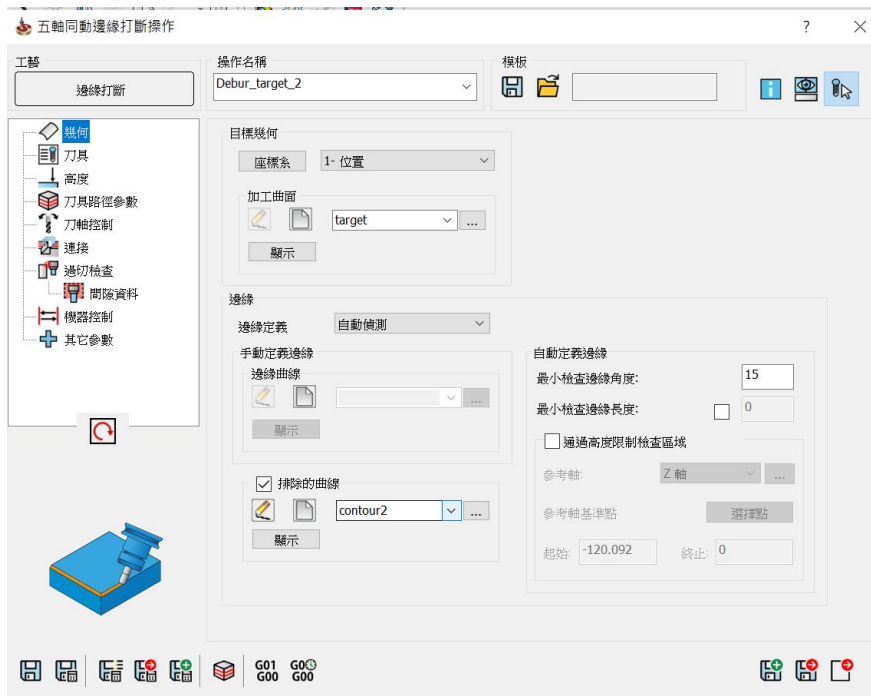 五軸同動邊緣打斷操作
?
工藝
邊緣打斷
操作名稱
Debur_target_2
模板
幾何
刀具
高度
刀具路徑參數
刀軸控制
連接
過切檢查
間隙資料
機器控制
其它參數
目標幾何
座標系
1- 位置
加工曲面
target
...
顯示
邊緣
邊緣定義
自動偵測
手動定義邊緣
邊緣曲線
...
顯示
排除的曲線
contour2
...
顯示
自動定義邊緣
最小檢查邊緣角度:
15
最小檢查邊緣長度:
0
通過高度限制檢查區域
參考軸:
Z 軸
...
參考軸基準點
選擇點
起始:
-120.092
終止:
0
G01
G00
G0
G00